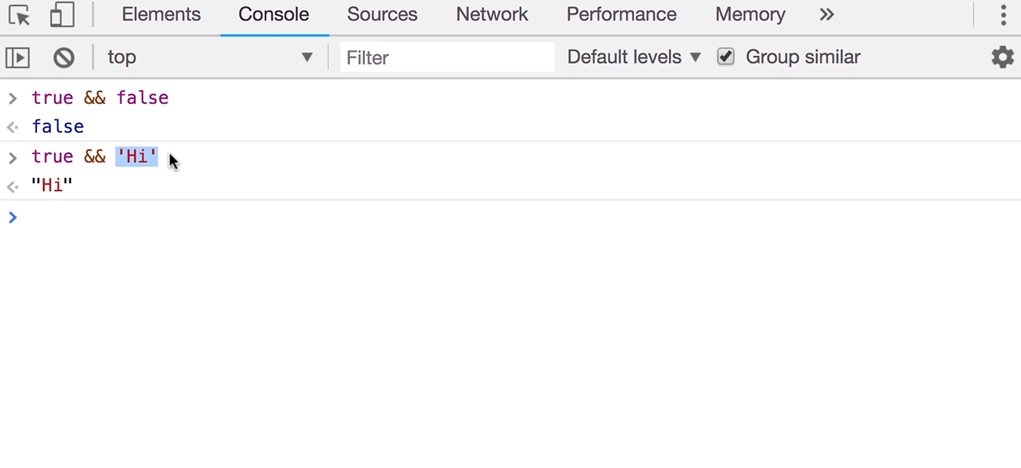 Elements Console Sources Network Performance Memory »
top ▼ Filter Default levels ▼ Group similar
> true && false
<· false
> true && 'Hi'
<· "Hi"
>